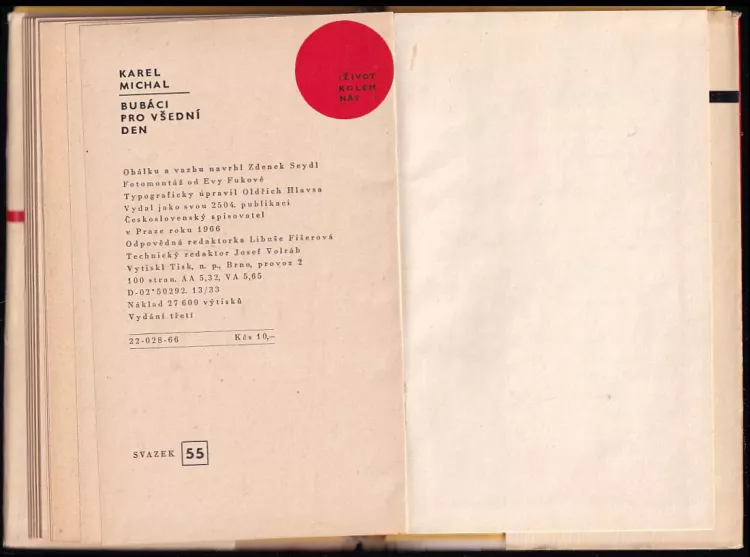 KAREL
MICHAL
BUBÁCI
PRO VŠEDNÍ
DEN
ŽIVOT
KOLEM
NÁS
Obálku a vazbu navrhl Zdenek Seydl
Fotomontáž od Evy Fukové
Typograficky upravil Oldřich Hlavsa
Vydal jako svou 2504. publikaci
Československý spisovatel
v Praze roku 1966
Odpovědná redaktorka Libuše Fišerová
Technický redaktor Josef Volráb
Vytiskl Tisk, n. p., Brno, provoz 2
100 stran. AA 5,32, VA 5,65
D-02*50292. 13/33
Náklad 27 600 výtisků
Vydání třetí
22-028-66 Kčs 10,–
SVAZEK 55